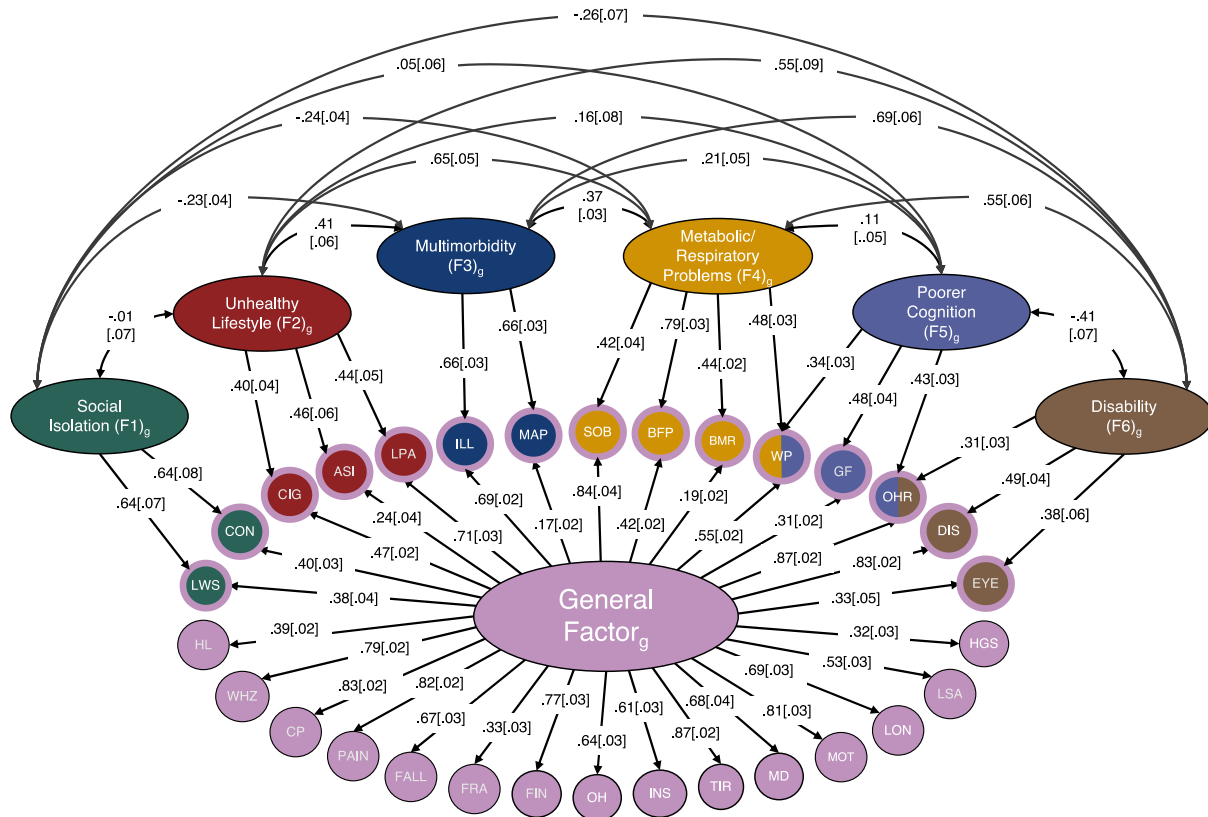 -.26[.07]
.05[.06]
.55[.09]
-.24[.04]
.16[.08]
.69[.06]
.65[.05]
.21[.05]
-.23[.04]
.37
[.03]
.55[.06]
.41
[.06]
.11
[.05]
Multimorbidity
(F3)g
Metabolic/
Respiratory
Problems (F4)g
Unhealthy
Lifestyle (F2)g
Poorer
Cognition
(F5)g
-.01
[.07]
-.41
[.07]
Social
Isolation (F1)g
Disability
(F6)g
.66[.03]
.66[.03]
.42[.04]
.79[.03]
.44[.02]
.48[.03]
.34[.03]
.40[.04]
.46[.06]
.44[.05]
.48[.04]
.43[.03]
.31[.03]
.64[.08]
.64[.07]
.49[.04]
.38[.06]
LWS
CON
CIG
ASI
LPA
ILL
MAP
SOB
BFP
BMR
WP
GF
OHR
DIS
EYE
.38[.04]
.40[.03]
.47[.02]
.24[.04]
.71[.03]
.69[.02]
.17[.02]
.84[.04]
.42[.02]
.19[.02]
.55[.02]
.31[.02]
.87[.02]
.83[.02]
.33[.05]
General
Factorg
.39[.02]
.79[.02]
.83[.02]
.82[.02]
.67[.03]
.33[.03]
.77[.03]
.64[.03]
.61[.03]
.87[.02]
.68[.04]
.81[.03]
.69[.03]
.53[.03]
.32[.03]
HL
WHZ
CP
PAIN
FALL
FRA
FIN
OH
INS
TIR
MD
MOT
LON
LSA
HGS